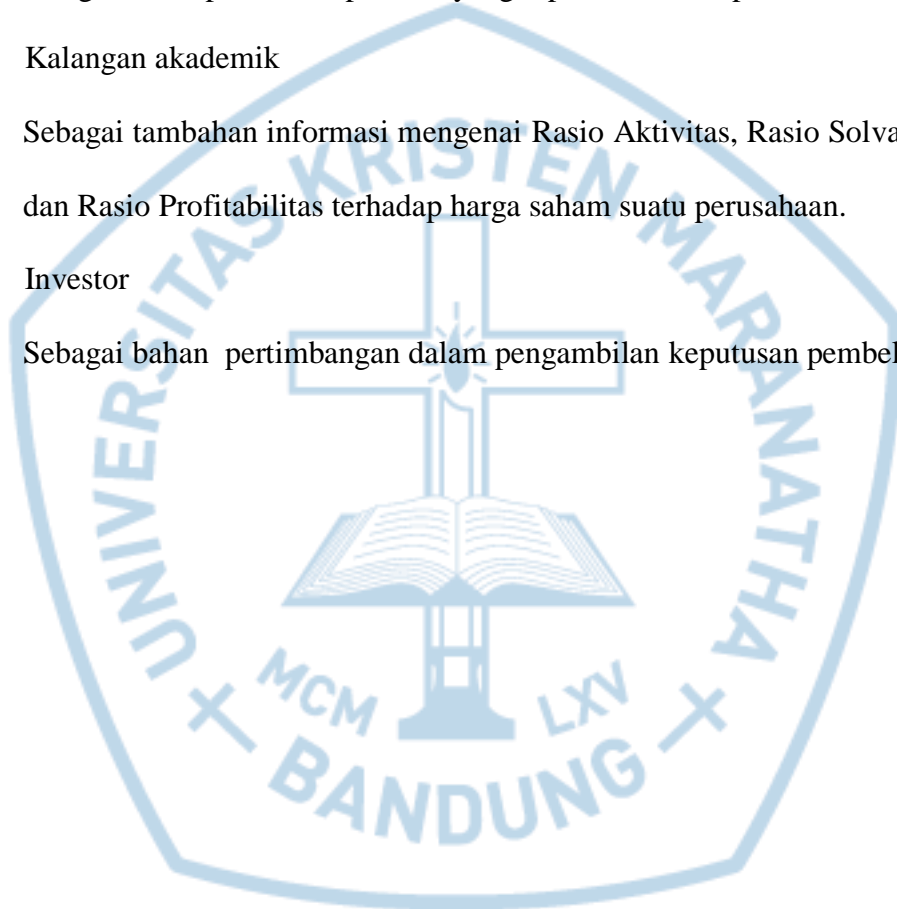 Kalangan akademik
Sebagai tambahan informasi mengenai Rasio Aktivitas, Rasio Solva
dan Rasio Profitabilitas terhadap harga saham suatu perusahaan.
Investor
Sebagai bahan pertimbangan dalam pengambilan keputusan pembel
UNIVERSITAS KRISTEN MARANATHA
MCM LXV
BANDUNG